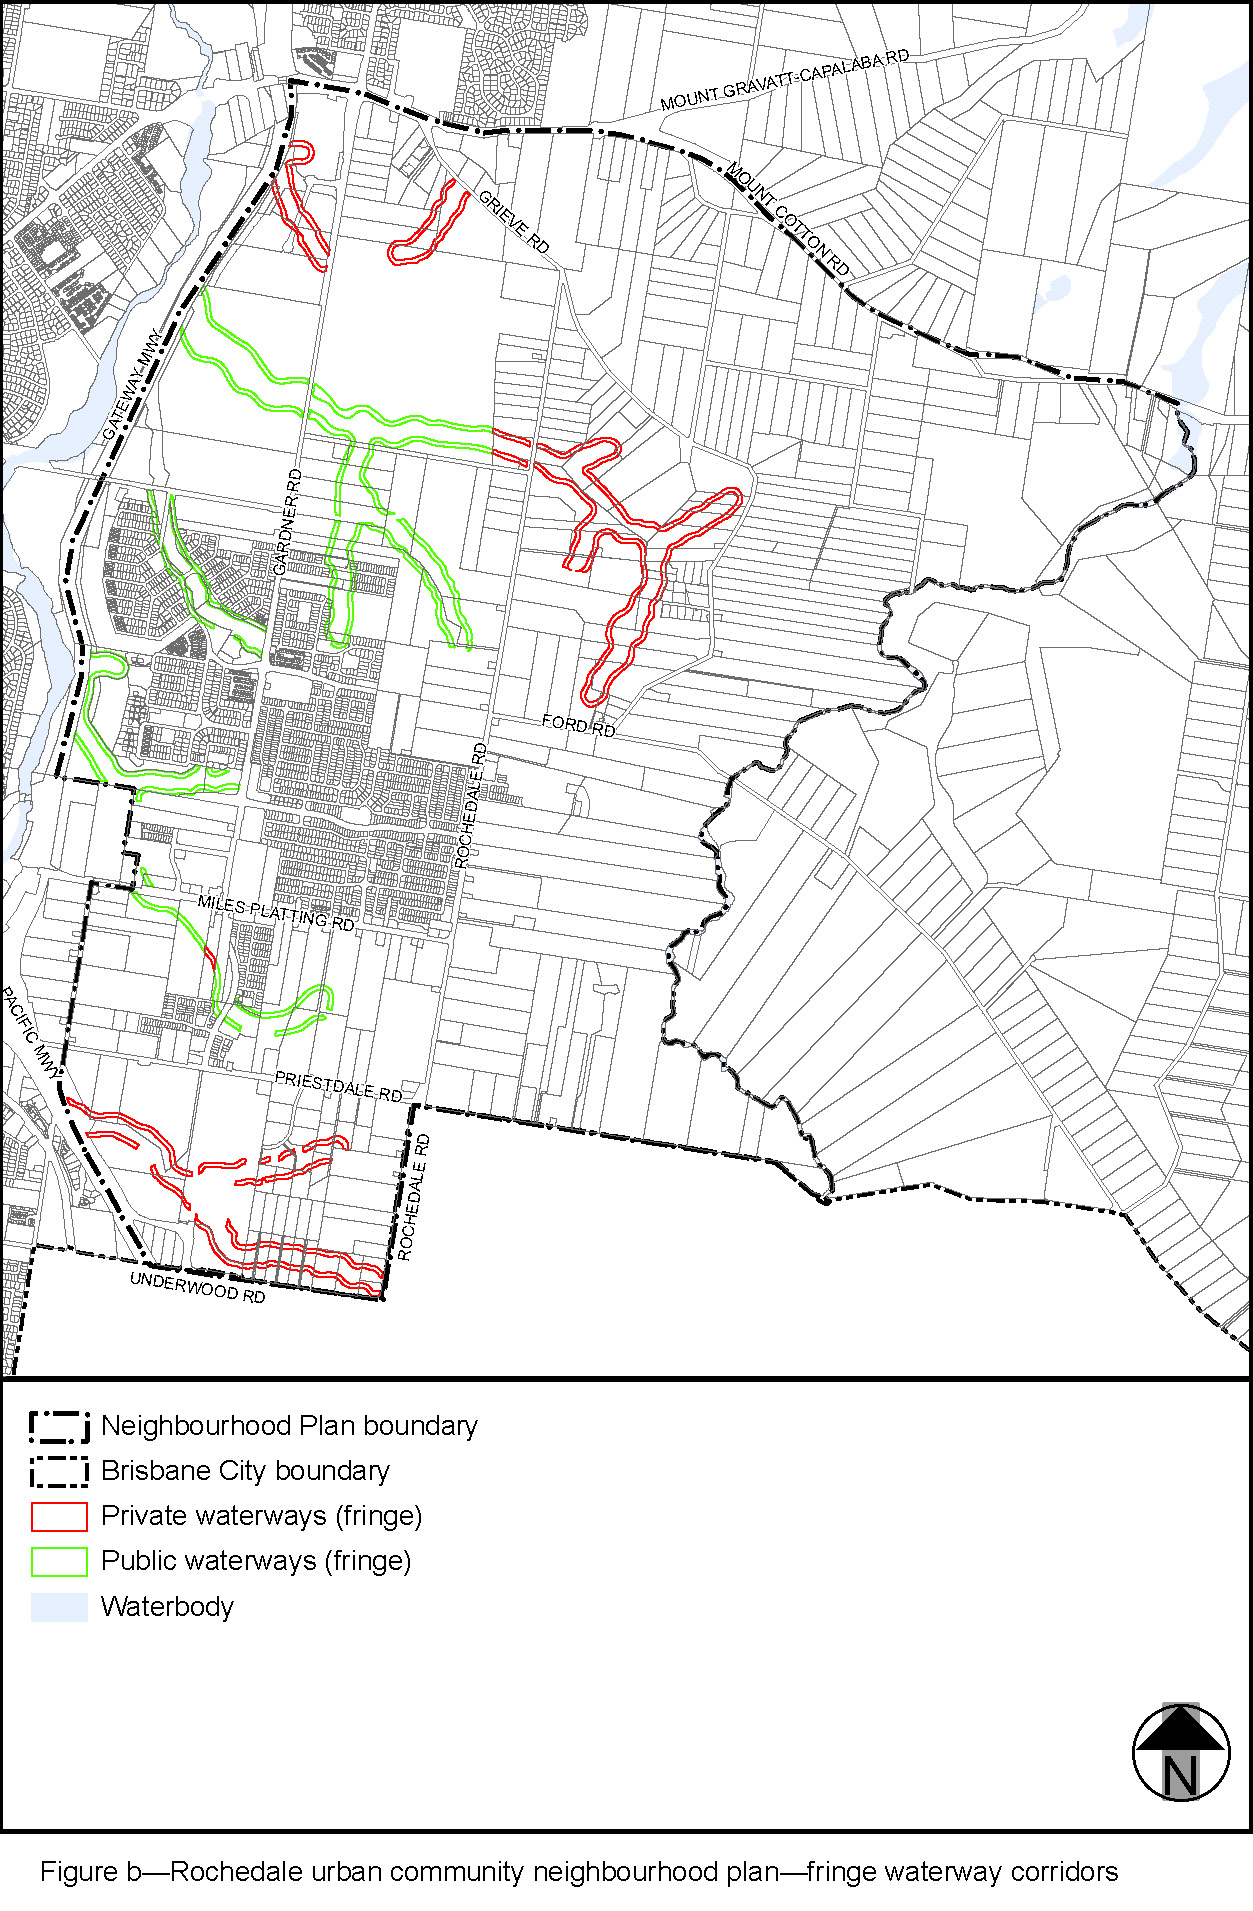 MOUNT GRAVATT-CAPALABA RD
MOUNT COTTON RD
GRIEVE RD
GATEWAY MWY
GARDNER RD
FORD RD
ROCHEDALE RD
MILES PLATTING RD
PACIFIC MWY
PRIESTDALE RD
ROCHEDALE RD
UNDERWOOD RD
Neighbourhood Plan boundary
Brisbane City boundary
Private waterways (fringe)
Public waterways (fringe)
Waterbody
N
Figure b—Rochedale urban community neighbourhood plan—fringe waterway corridors